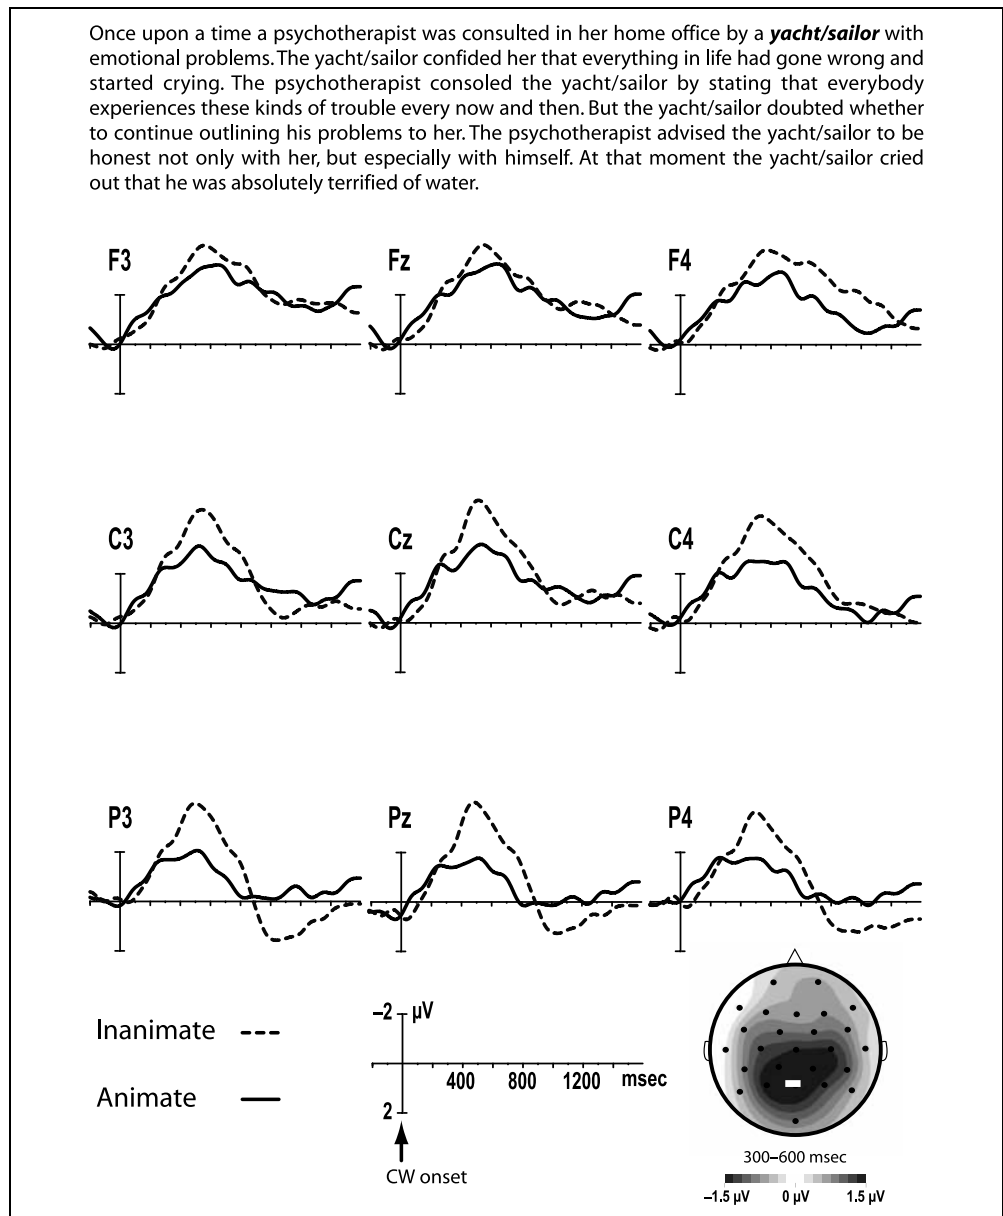 Once upon a time a psychotherapist was consulted in her home office by a yacht/sailor with
emotional problems. The yacht/sailor confided her that everything in life had gone wrong and
started crying. The psychotherapist consoled the yacht/sailor by stating that everybody
experiences these kinds of trouble every now and then. But the yacht/sailor doubted whether
to continue outlining his problems to her. The psychotherapist advised the yacht/sailor to be
honest not only with her, but especially with himself. At that moment the yacht/sailor cried
out that he was absolutely terrified of water.
F3 Fz F4
C3 Cz C4
P3 Pz P4
Inanimate
Animate
–2 µV
400 800 1200 msec
2
CW onset
300–600 msec
–1.5 µV 0 µV 1.5 µV